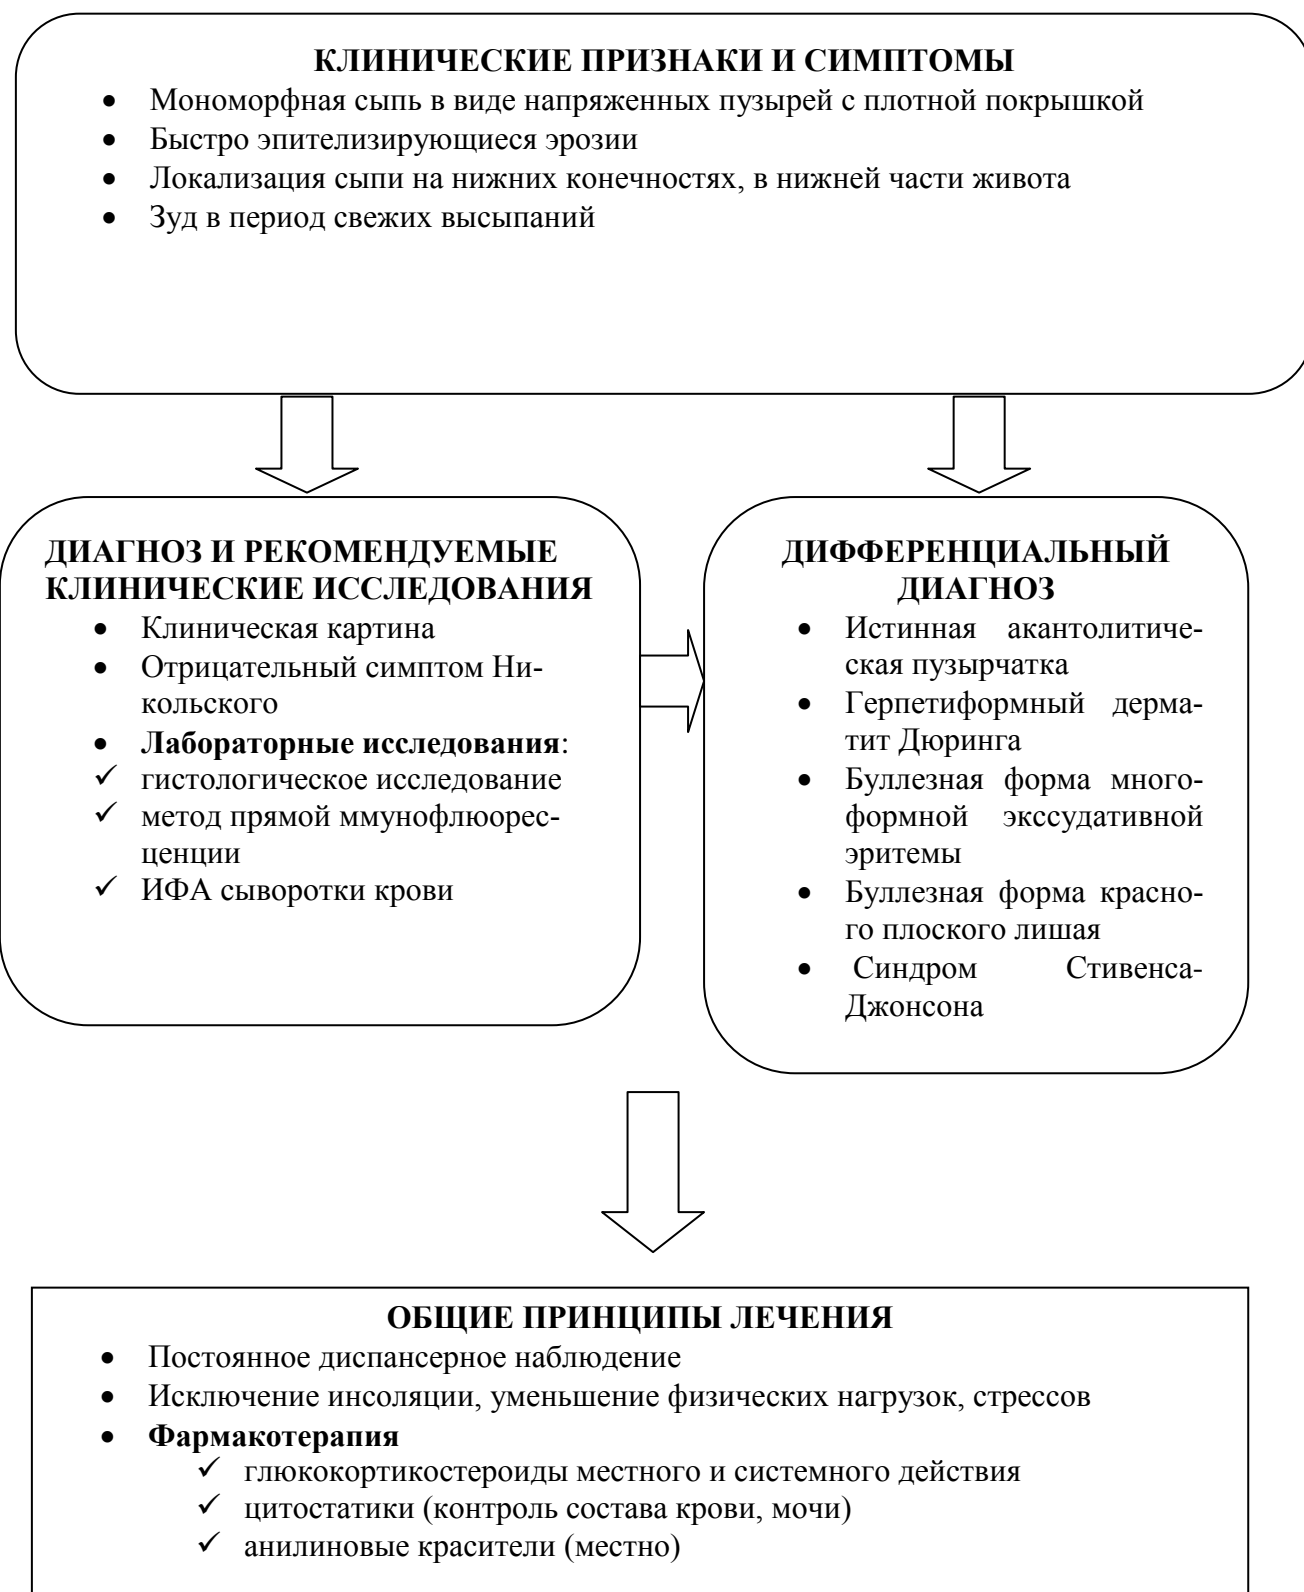 КЛИНИЧЕСКИЕ ПРИЗНАКИ И СИМПТОМЫ
• Мономорфная сыпь в виде напряженных пузырей с плотной покрышкой
• Быстро эпителизирующиеся эрозии
• Локализация сыпи на нижних конечностях, в нижней части живота
• Зуд в период свежих высыпаний
ДИАГНОЗ И РЕКОМЕНДУЕМЫЕ
КЛИНИЧЕСКИЕ ИССЛЕДОВАНИЯ
• Клиническая картина
• Отрицательный симптом Ни-
кольского
• Лабораторные исследования:
✓ гистологическое исследование
✓ метод прямой ммунофлюорес-
ценции
✓ ИФА сыворотки крови
ДИФФЕРЕНЦИАЛЬНЫЙ
ДИАГНОЗ
• Истинная акантолитиче-
ская пузырчатка
• Герпетиформный дерма-
тит Дюринга
• Буллезная форма много-
формной экссудативной
эритемы
• Буллезная форма красно-
го плоского лишая
• Синдром Стивенса-
Джонсона
ОБЩИЕ ПРИНЦИПЫ ЛЕЧЕНИЯ
• Постоянное диспансерное наблюдение
• Исключение инсоляции, уменьшение физических нагрузок, стрессов
• Фармакотерапия
✓ глюкокортикостероиды местного и системного действия
✓ цитостатики (контроль состава крови, мочи)
✓ анилиновые красители (местно)